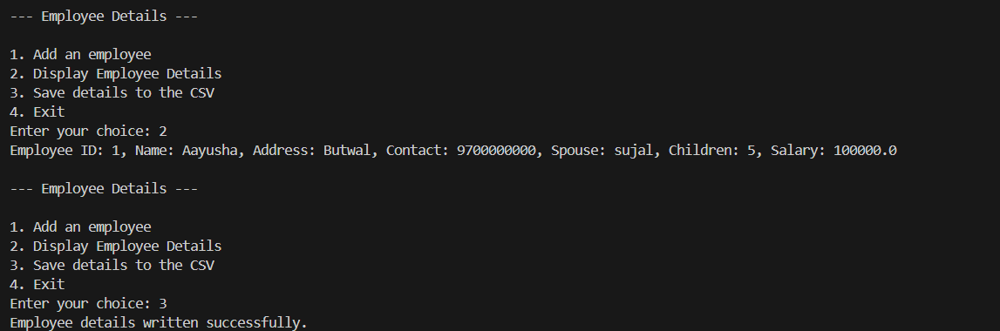 --- Employee Details ---
1. Add an employee
2. Display Employee Details
3. Save details to the CSV
4. Exit
Enter your choice: 2
Employee ID: 1, Name: Aayusha, Address: Butwal, Contact: 9700000000, Spouse: sujal, Children: 5, Salary: 100000.0
--- Employee Details ---
1. Add an employee
2. Display Employee Details
3. Save details to the CSV
4. Exit
Enter your choice: 3
Employee details written successfully.